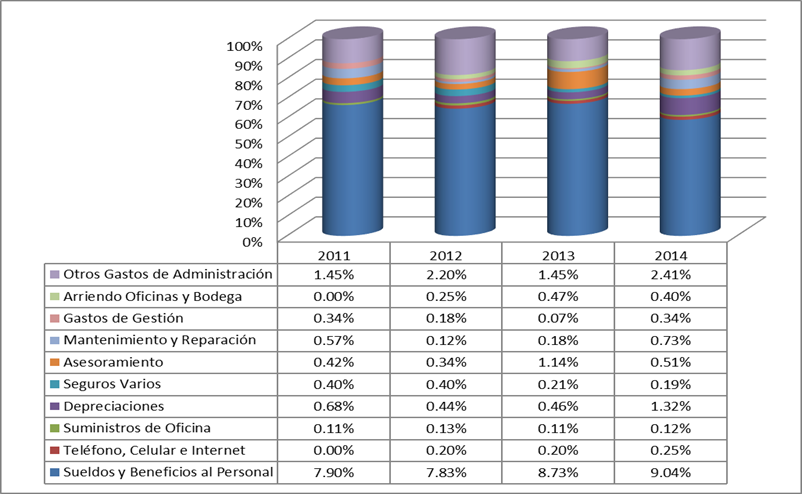 100%
90%
80%
70%
60%
50%
40%
30%
20%
10%
0%
2011 2012 2013 2014
Otros Gastos de Administración 1.45% 2.20% 1.45% 2.41%
Arriendo Oficinas y Bodega 0.00% 0.25% 0.47% 0.40%
Gastos de Gestión 0.34% 0.18% 0.07% 0.34%
Mantenimiento y Reparación 0.57% 0.12% 0.18% 0.73%
Asesoramiento 0.42% 0.34% 1.14% 0.51%
Seguros Varios 0.40% 0.40% 0.21% 0.19%
Depreciaciones 0.68% 0.44% 0.46% 1.32%
Suministros de Oficina 0.11% 0.13% 0.11% 0.12%
Teléfono, Celular e Internet 0.00% 0.20% 0.20% 0.25%
Sueldos y Beneficios al Personal 7.90% 7.83% 8.73% 9.04%